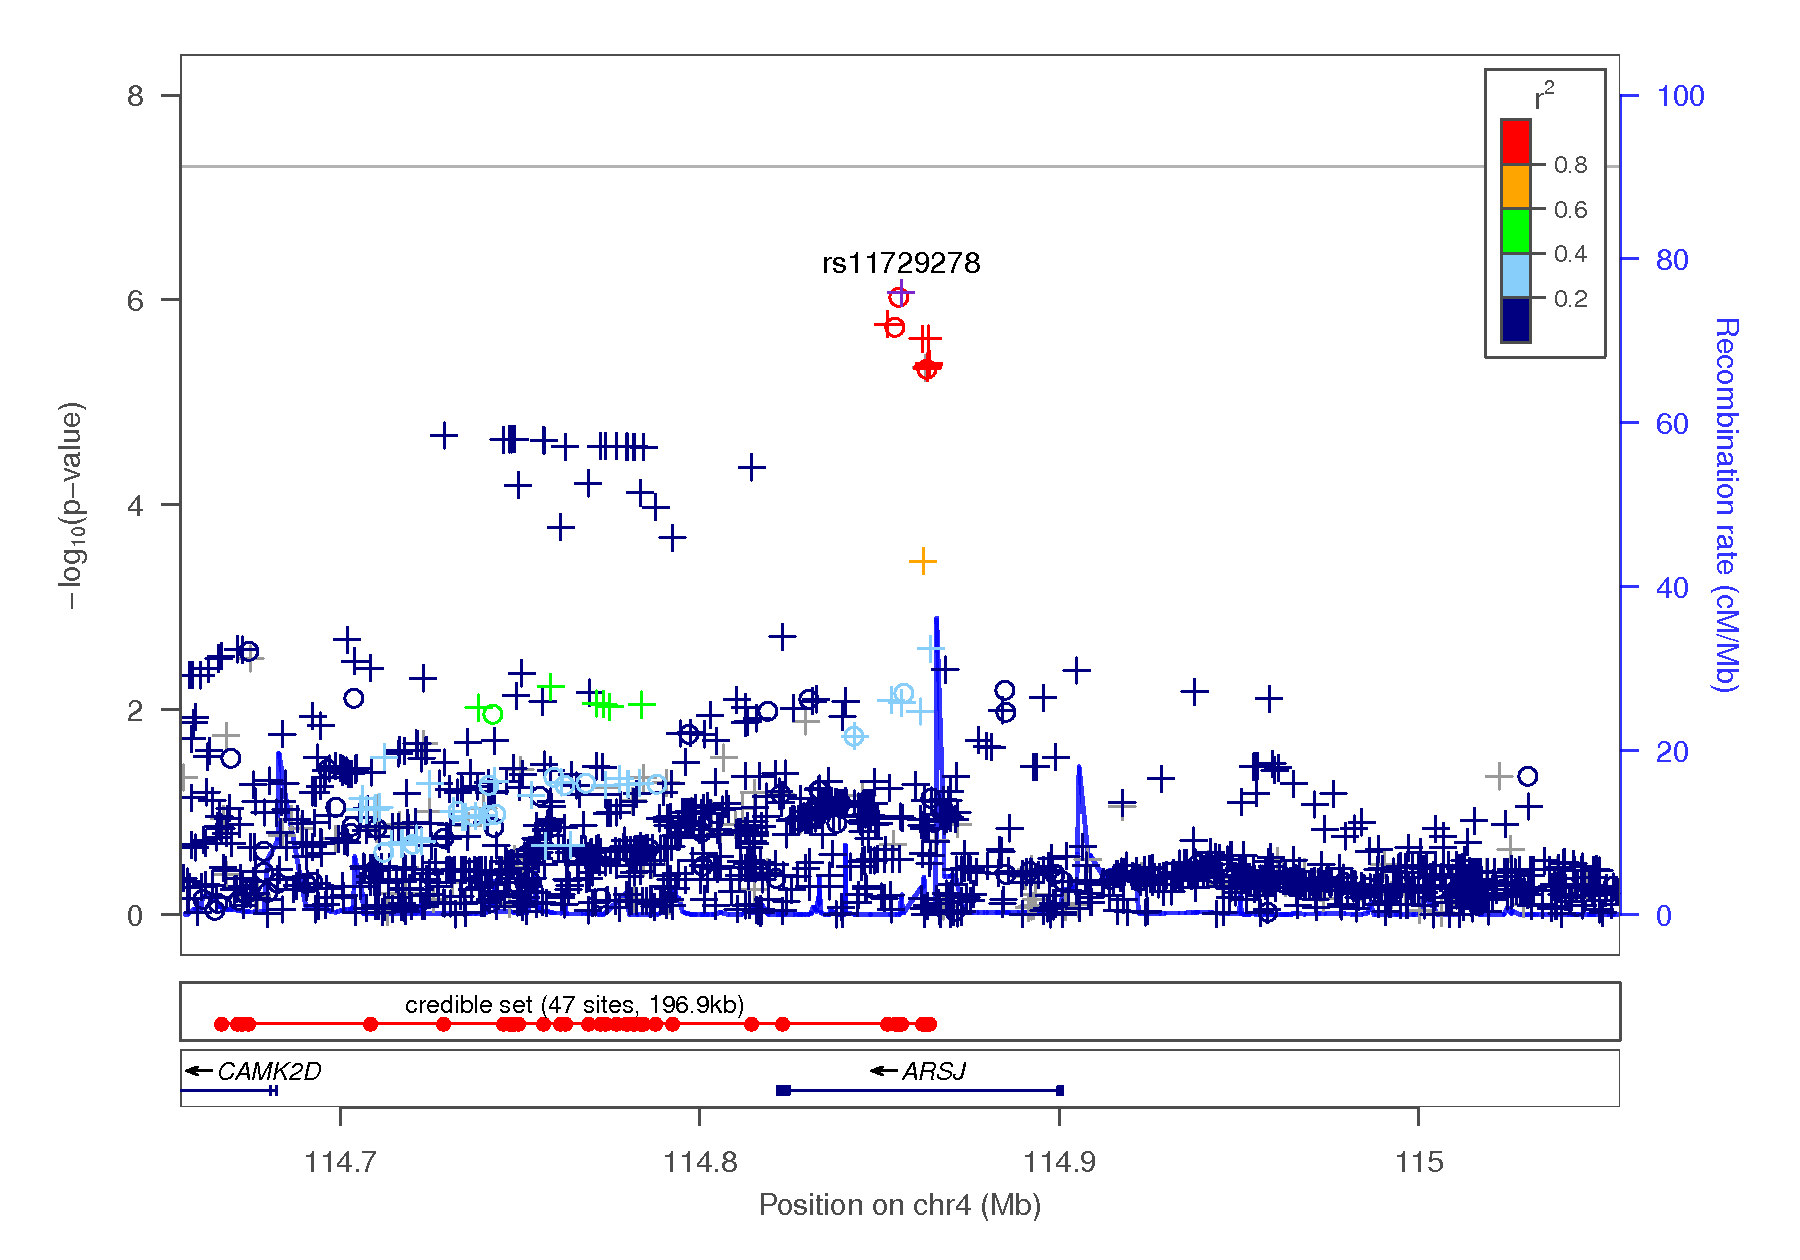 8
6
4
2
0
−log10(p−value)
100
80
60
40
20
0
Recombination rate (cM/Mb)
r2
0.8
0.6
0.4
0.2
rs11729278
credible set (47 sites, 196.9kb)
CAMK2D
ARSJ
114.7
114.8
114.9
115
Position on chr4 (Mb)